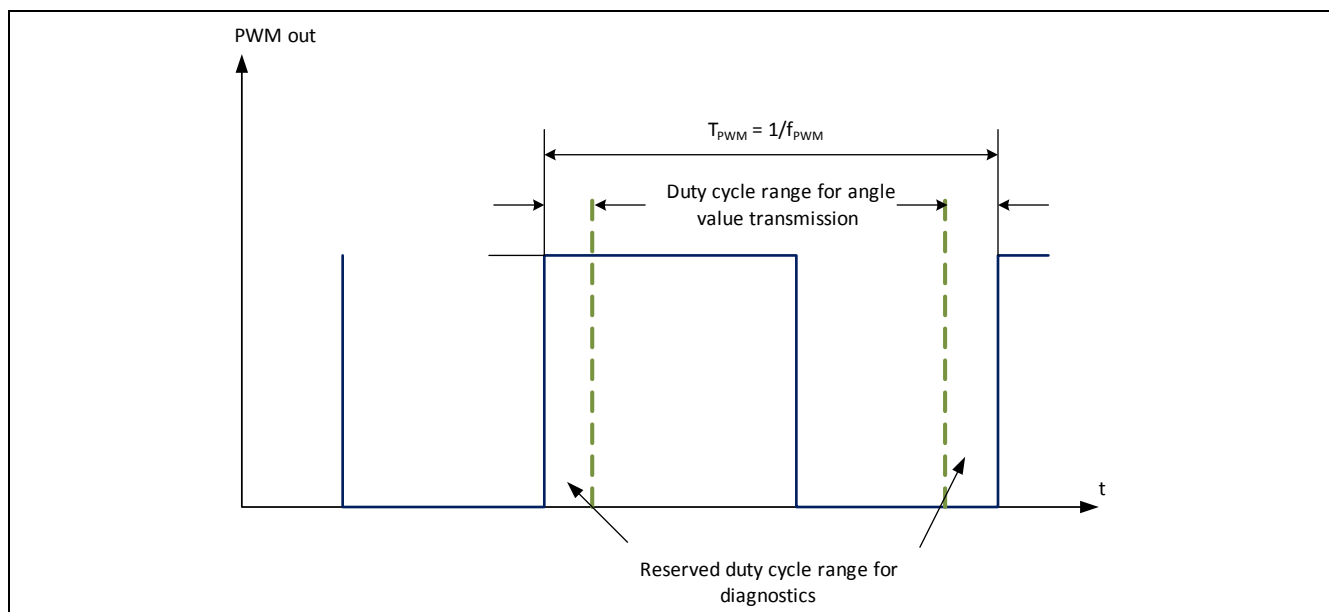 PWM out
T_PWM = 1/f_PWM
Duty cycle range for angle
value transmission
t
Reserved duty cycle range for
diagnostics